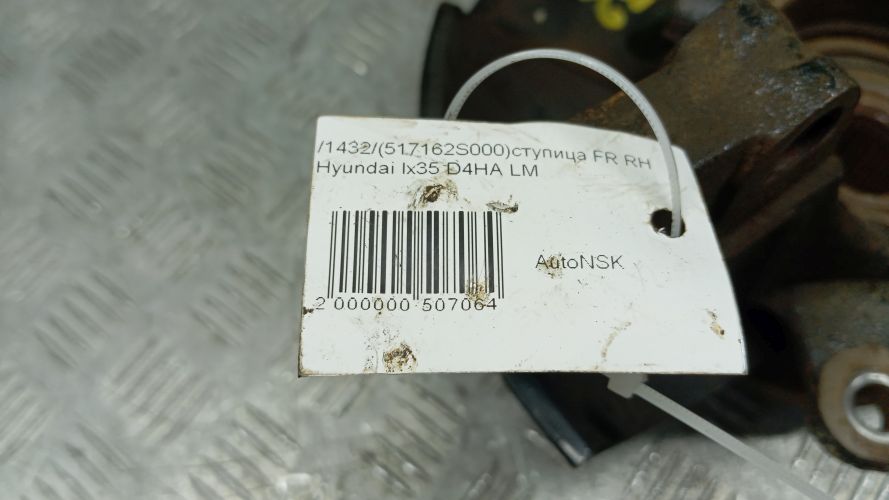 /1432/(517162S000)ступица FR RH
Hyundai Ix35 D4HA LM
AutoNSK
2 000000 507064